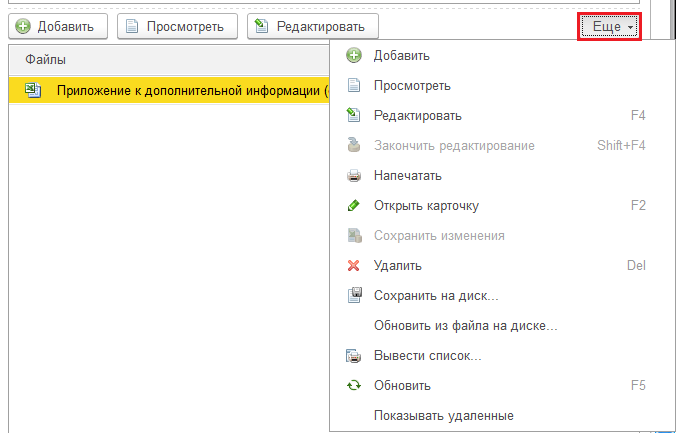 Добавить Просмотреть Редактировать Еще
Файлы
Приложение к дополнительной информации (
Добавить
Просмотреть
Редактировать F4
Закончить редактирование Shift+F4
Напечатать
Открыть карточку F2
Сохранить изменения
Удалить Del
Сохранить на диск...
Обновить из файла на диске...
Вывести список...
Обновить F5
Показывать удаленные